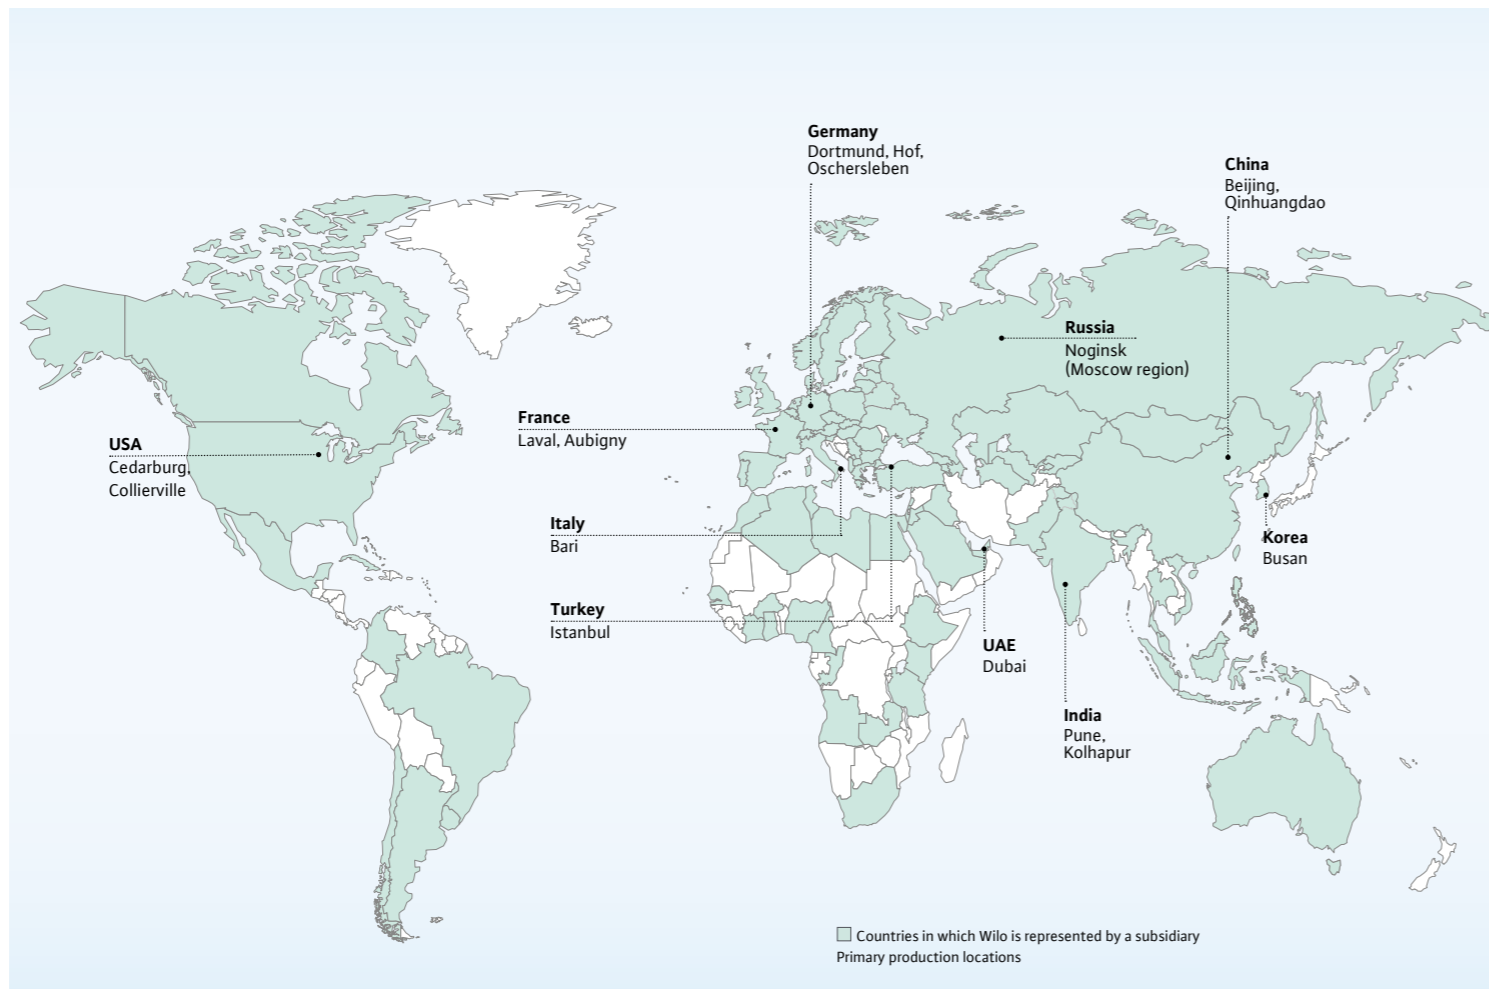 Germany
Dortmund, Hof,
Oschersleben
China
Beijing,
Qinhuangdao
Russia
Noginsk
(Moscow region)
France
Laval, Aubigny
USA
Cedarburg,
Collierville
Italy
Bari
Korea
Busan
Turkey
Istanbul
UAE
Dubai
India
Pune,
Kolhapur
Countries in which Wilo is represented by a subsidiary
Primary production locations